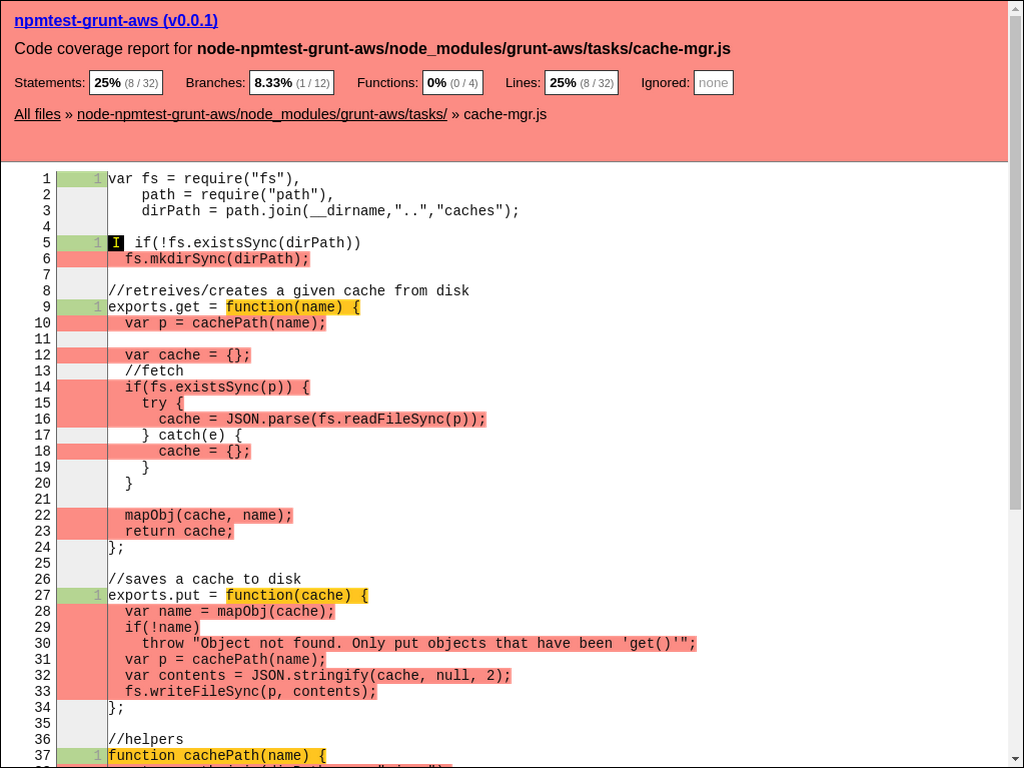 npmtest-grunt-aws (v0.0.1)
Code coverage report for node-npmtest-grunt-aws/node_modules/grunt-aws/tasks/cache-mgr.js
Statements: 25% (8 / 32) Branches: 8.33% (1 / 12) Functions: 0% (0 / 4) Lines: 25% (8 / 32) Ignored: none
All files » node-npmtest-grunt-aws/node_modules/grunt-aws/tasks/ » cache-mgr.js
1 1 var fs = require("fs"),
2 path = require("path"),
3 dirPath = path.join(__dirname,"..","caches");
4
5 1 I if(!fs.existsSync(dirPath))
6 fs.mkdirSync(dirPath);
7
8 //retreives/creates a given cache from disk
9 1 exports.get = function(name) {
10 var p = cachePath(name);
11
12 var cache = {};
13 //fetch
14 if(fs.existsSync(p)) {
15 try {
16 cache = JSON.parse(fs.readFileSync(p));
17 } catch(e) {
18 cache = {};
19 }
20 }
21
22 mapObj(cache, name);
23 return cache;
24 };
25
26 //saves a cache to disk
27 1 exports.put = function(cache) {
28 var name = mapObj(cache);
29 if(!name)
30 throw "Object not found. Only put objects that have been 'get()'";
31 var p = cachePath(name);
32 var contents = JSON.stringify(cache, null, 2);
33 fs.writeFileSync(p, contents);
34 };
35
36 //helpers
37 1 function cachePath(name) {